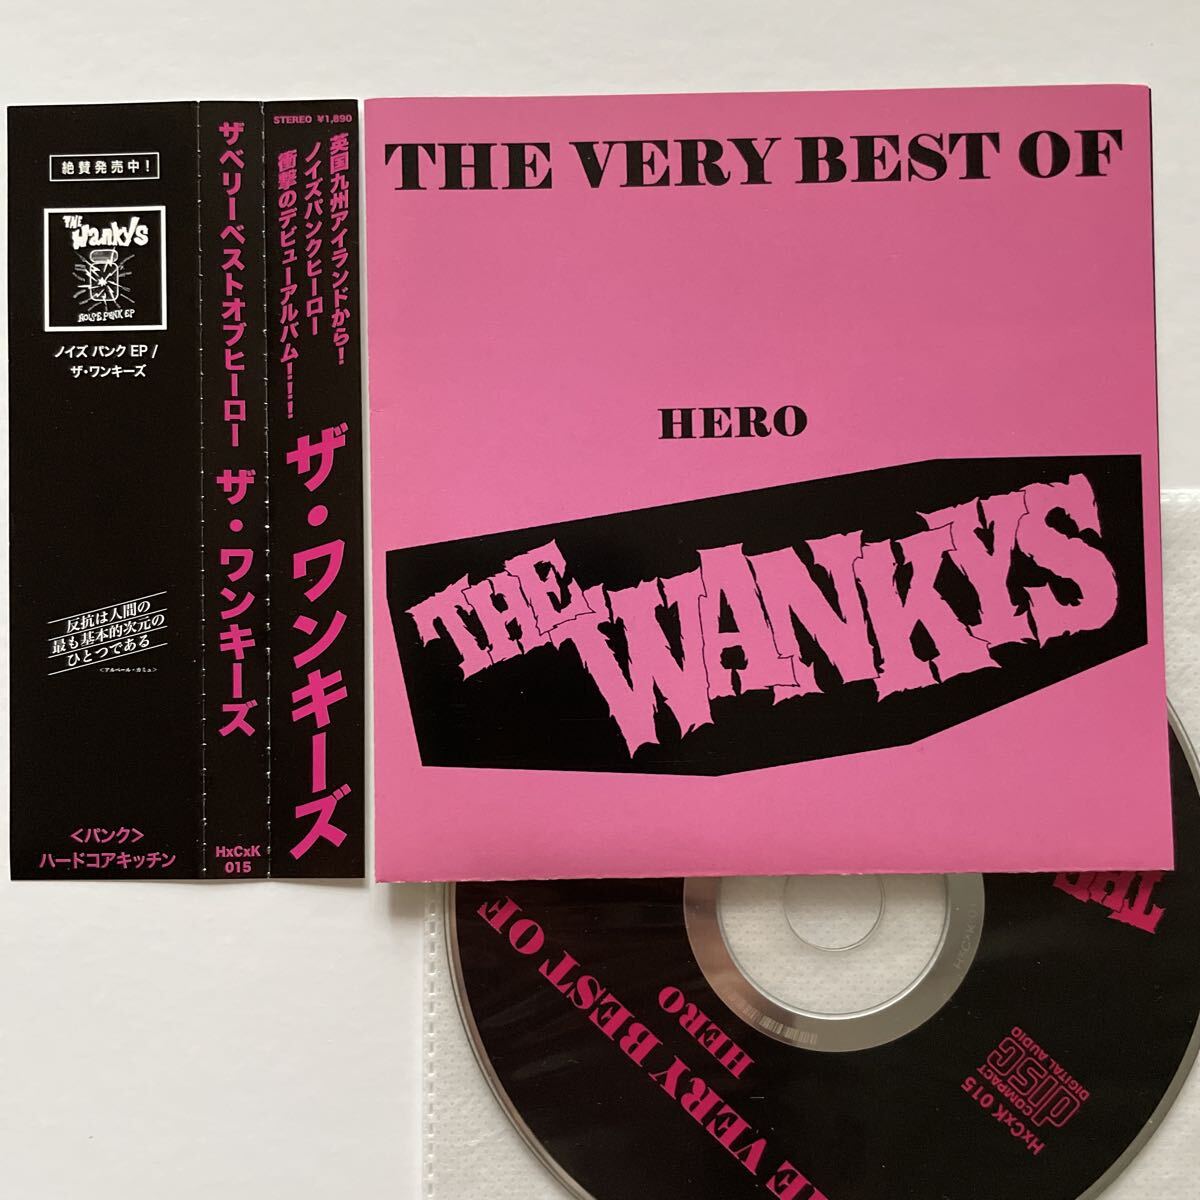 絶賛発売中！
THE
Wankys
NOISE PUNK EP
ノイズ パンク EP /
ザ・ワンキーズ
反抗は人間の
最も基本的次元の
ひとつである
＜アルベール・カミュ＞
＜パンク＞
ハードコアキッチン
ザベリーベストオブヒーロー ザ・ワンキーズ
HxCxK
015
STEREO ¥1,890
英国九州アイランドから！
ノイズパンクヒーロー
衝撃のデビューアルバム！！！
ザ・ワンキーズ
THE VERY BEST OF
HERO
THE WANKYS
THE
HE VERY BEST OF
HERO
HxCxK 0
COMPACT
disc
DIGITAL AUDIO
HxCxK 015